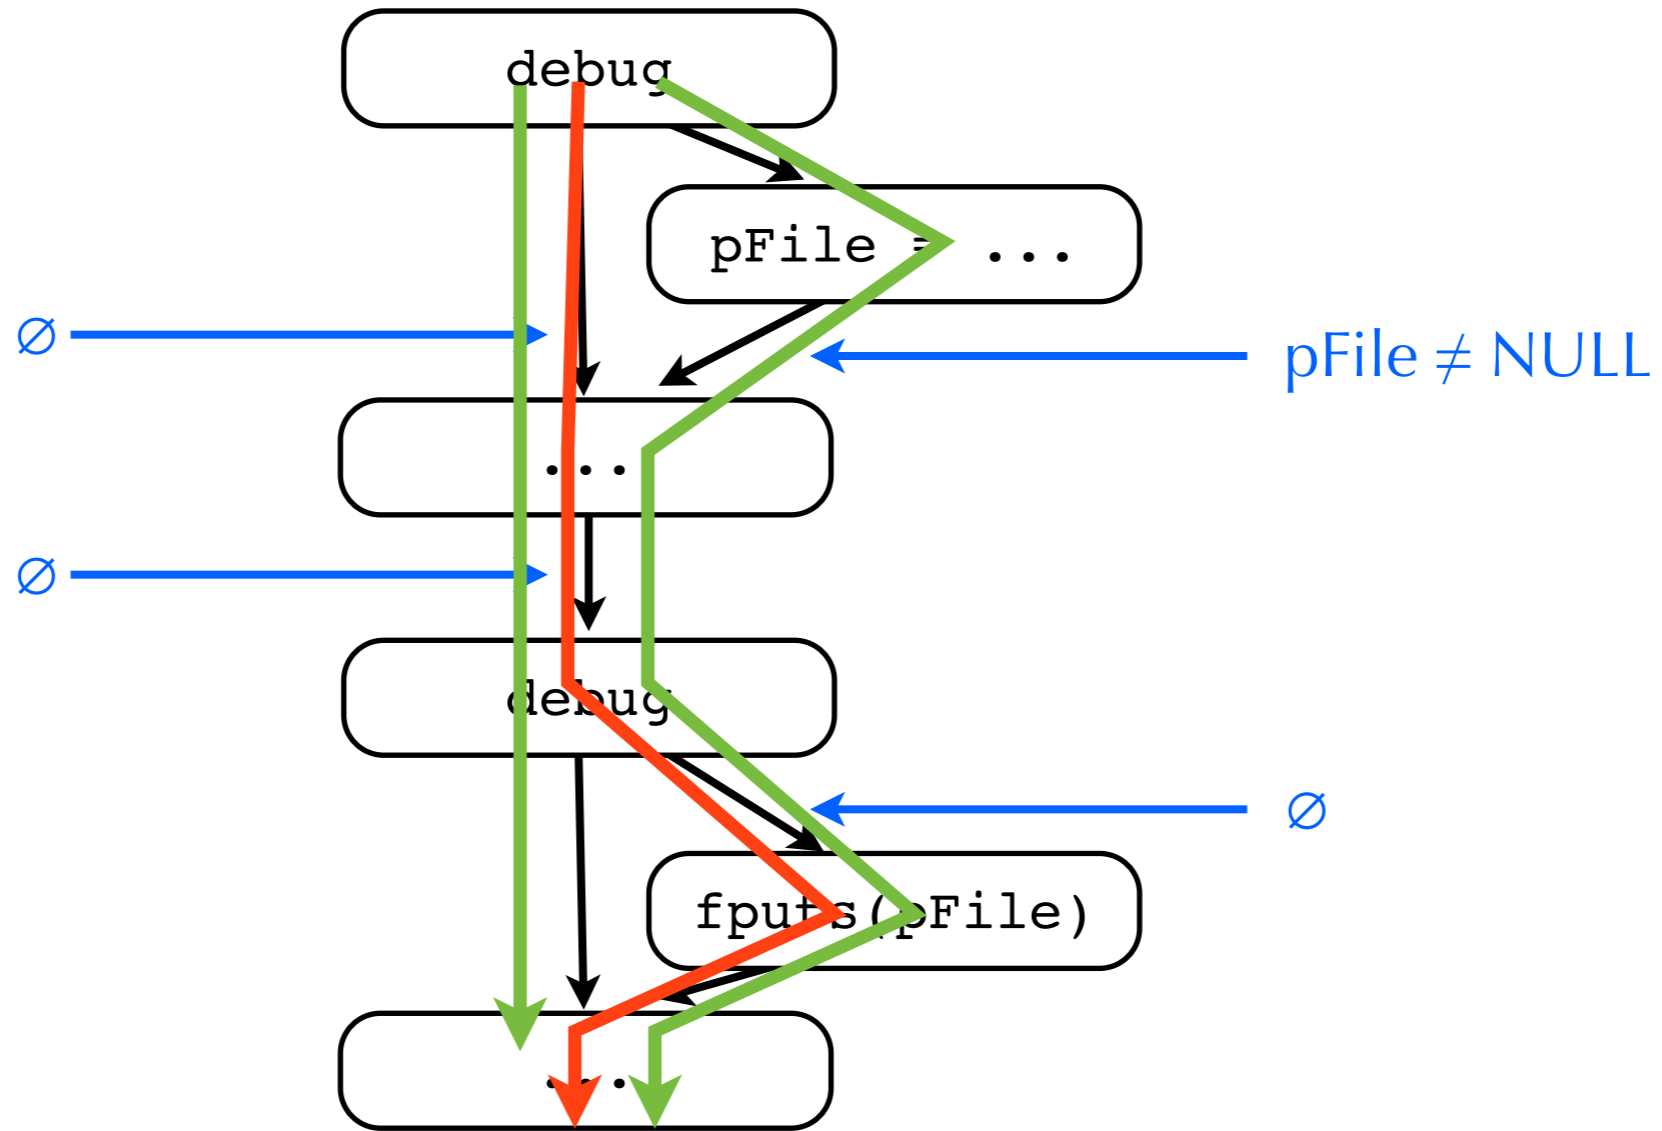 debug
pFile = ...
∅
pFile ≠ NULL
...
∅
debug
∅
fputs(pFile)
...